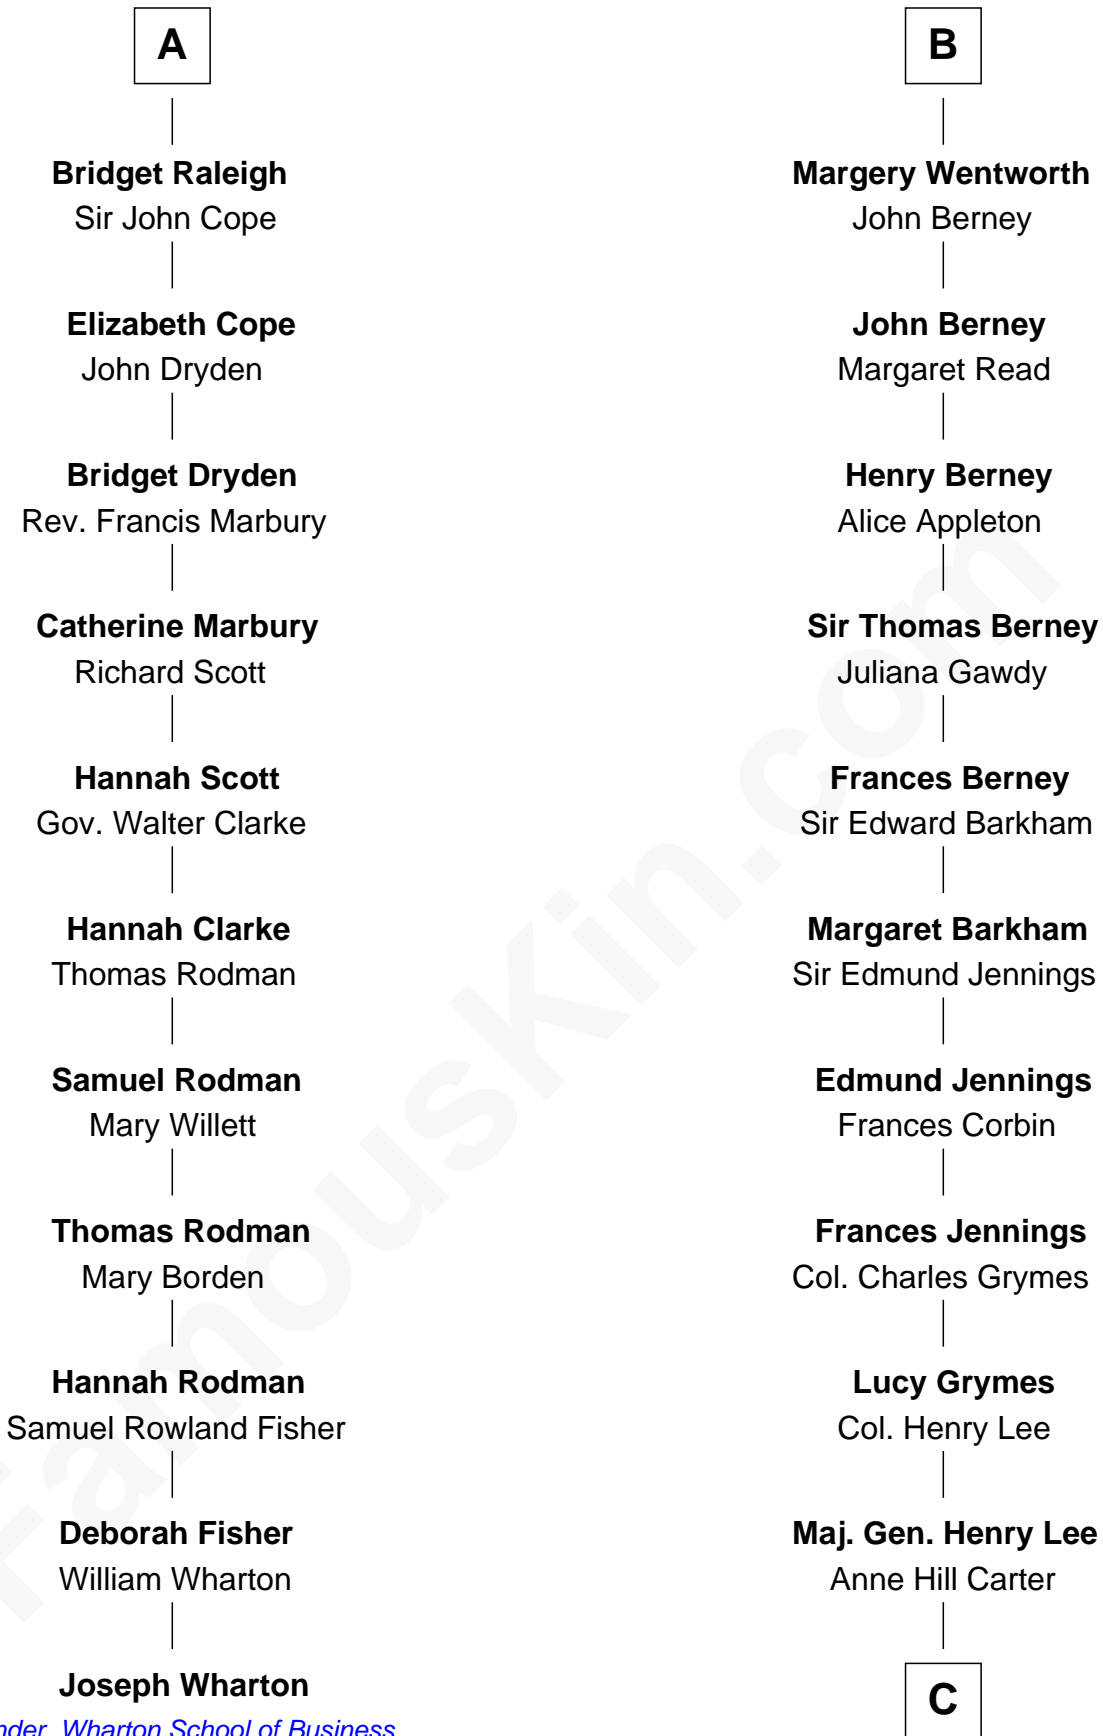 A
Bridget Raleigh
Sir John Cope
Elizabeth Cope
John Dryden
Bridget Dryden
Rev. Francis Marbury
Catherine Marbury
Richard Scott
Hannah Scott
Gov. Walter Clarke
Hannah Clarke
Thomas Rodman
Samuel Rodman
Mary Willett
Thomas Rodman
Mary Borden
Hannah Rodman
Samuel Rowland Fisher
Deborah Fisher
William Wharton
Joseph Wharton
Wharton School of Business
B
Margery Wentworth
John Berney
John Berney
Margaret Read
Henry Berney
Alice Appleton
Sir Thomas Berney
Juliana Gawdy
Frances Berney
Sir Edward Barkham
Margaret Barkham
Sir Edmund Jennings
Edmund Jennings
Frances Corbin
Frances Jennings
Col. Charles Grymes
Lucy Grymes
Col. Henry Lee
Maj. Gen. Henry Lee
Anne Hill Carter
C
FamousKin.com